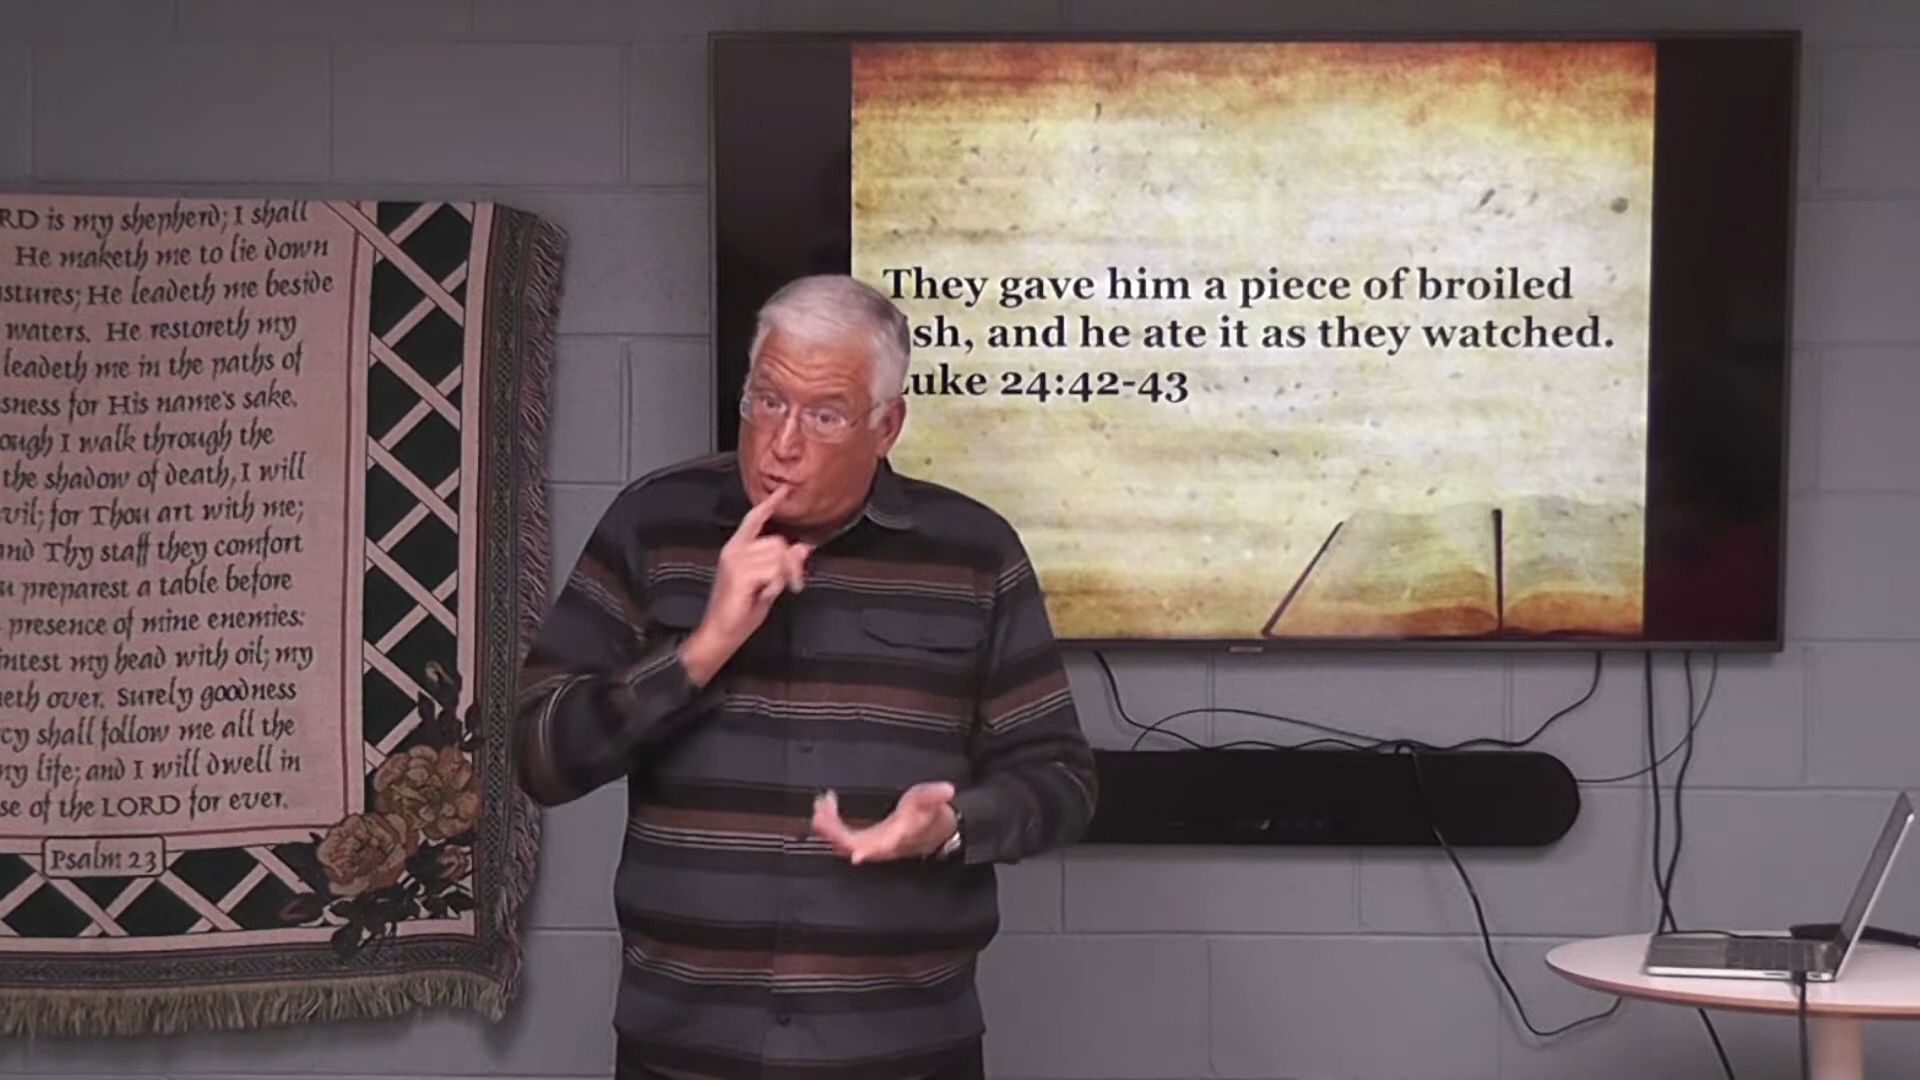 RD is my shepherd; I shall
He maketh me to lie down
stures; He leadeth me beside
waters. He restoreth my
leadeth me in the paths of
sness for His name's sake.
ough I walk through the
the shadow of death, I will
vil; for Thou art with me;
and Thy staff they comfort
u preparest a table before
presence of mine enemies:
intest my head with oil; my
eth over. Surely goodness
cy shall follow me all the
my life; and I will dwell in
se of the LORD for ever.
Psalm 23
They gave him a piece of broiled
ish, and he ate it as they watched.
Luke 24:42-43